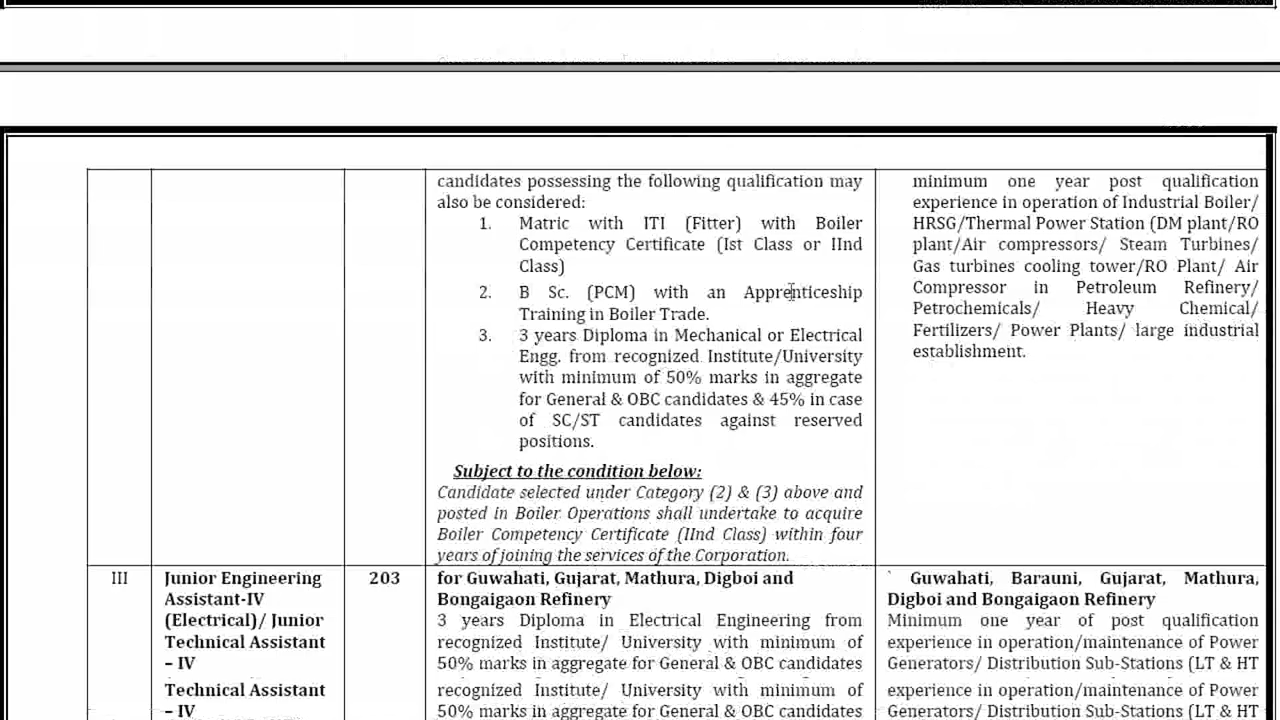 candidates possessing the following qualification may
also be considered:
1. Matric with ITI (Fitter) with Boiler
Competency Certificate (Ist Class or IInd
Class)
2. B Sc. (PCM) with an Apprenticeship
Training in Boiler Trade.
3. 3 years Diploma in Mechanical or Electrical
Engg. from recognized Institute/University
with minimum of 50% marks in aggregate
for General & OBC candidates & 45% in case
of SC/ST candidates against reserved
positions.
Subject to the condition below:
Candidate selected under Category (2) & (3) above and
posted in Boiler Operations shall undertake to acquire
Boiler Competency Certificate (IInd Class) within four
years of joining the services of the Corporation.
minimum one year post qualification
experience in operation of Industrial Boiler/
HRSG/Thermal Power Station (DM plant/RO
plant/Air compressors/ Steam Turbines/
Gas turbines cooling tower/RO Plant/ Air
Compressor in Petroleum Refinery/
Petrochemicals/ Heavy Chemical/
Fertilizers/ Power Plants/ large industrial
establishment.
III
Junior Engineering
Assistant-IV
(Electrical)/ Junior
Technical Assistant
– IV
Technical Assistant
– IV
203
for Guwahati, Gujarat, Mathura, Digboi and
Bongaigaon Refinery
3 years Diploma in Electrical Engineering from
recognized Institute/ University with minimum of
50% marks in aggregate for General & OBC candidates
recognized Institute/ University with minimum of
50% marks in aggregate for General & OBC candidates
` Guwahati, Barauni, Gujarat, Mathura,
Digboi and Bongaigaon Refinery
Minimum one year of post qualification
experience in operation/maintenance of Power
Generators/ Distribution Sub-Stations (LT & HT
experience in operation/maintenance of Power
Generators/ Distribution Sub-Stations (LT & HT